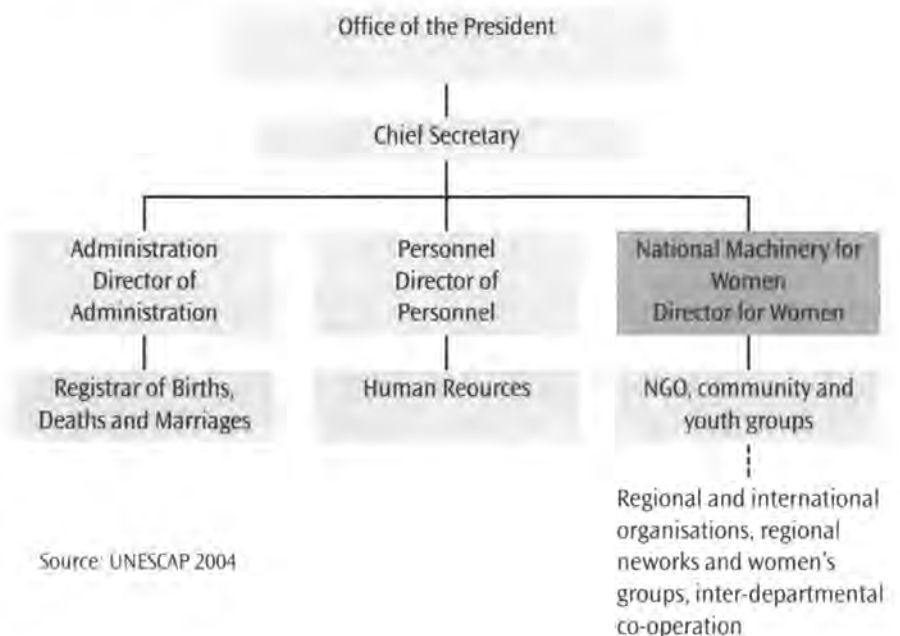 Office of the President
Chief Secretary
Administration
Director of
Administration
Personnel
Director of
Personnel
National Machinery for
Women
Director for Women
Registrar of Births,
Deaths and Marriages
Human Reources
NGO, community and
youth groups
Regional and international
organisations, regional
neworks and women's
groups, inter-departmental
co-operation
Source: UNESCAP 2004